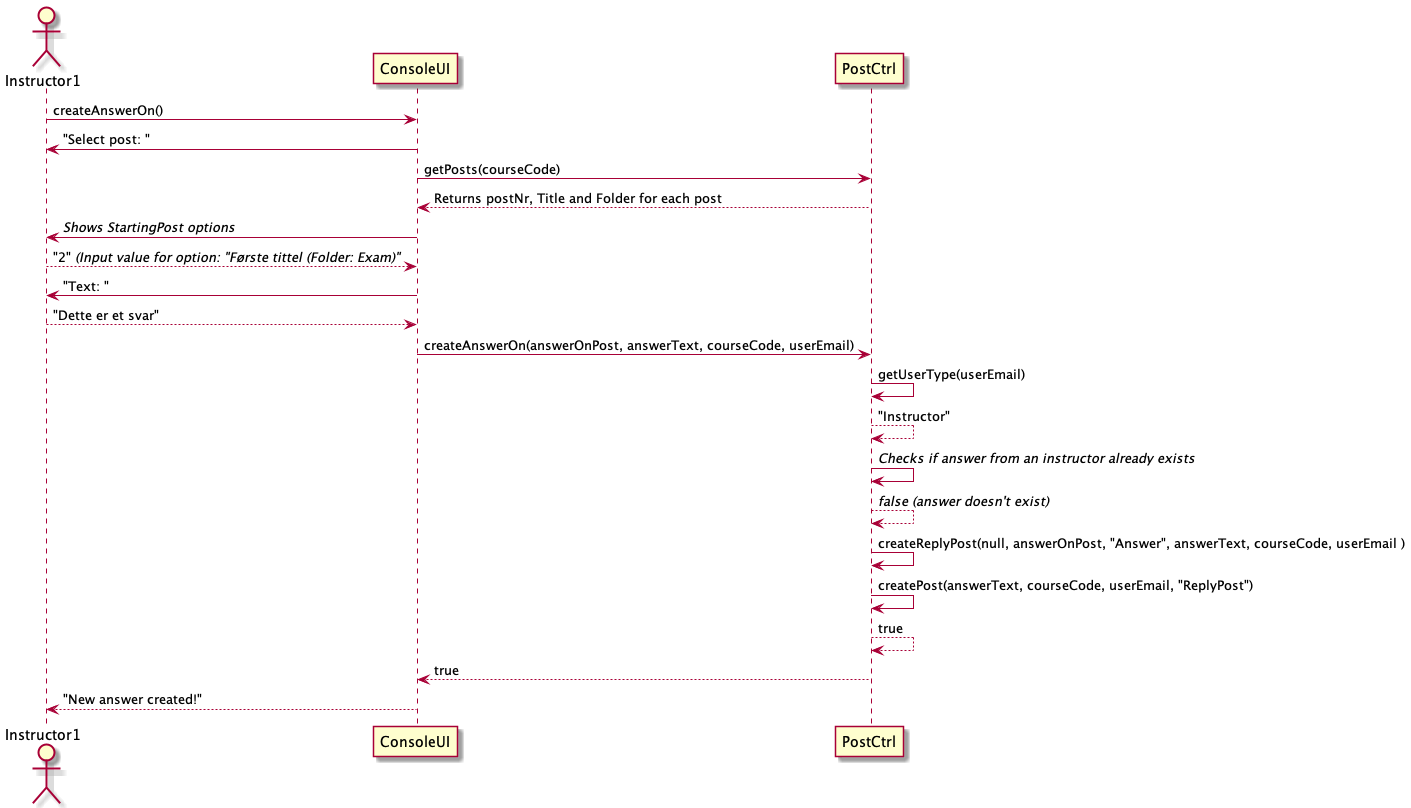 Instructor1
ConsoleUI
PostCtrl
createAnswerOn()
"Select post: "
getPosts(courseCode)
Returns postNr, Title and Folder for each post
Shows StartingPost options
"2" (Input value for option: "Første tittel (Folder: Exam)"
"Text: "
"Dette er et svar"
createAnswerOn(answerOnPost, answerText, courseCode, userEmail)
getUserType(userEmail)
"Instructor"
Checks if answer from an instructor already exists
false (answer doesn't exist)
createReplyPost(null, answerOnPost, "Answer", answerText, courseCode, userEmail )
createPost(answerText, courseCode, userEmail, "ReplyPost")
true
true
"New answer created!"
Instructor1
ConsoleUI
PostCtrl